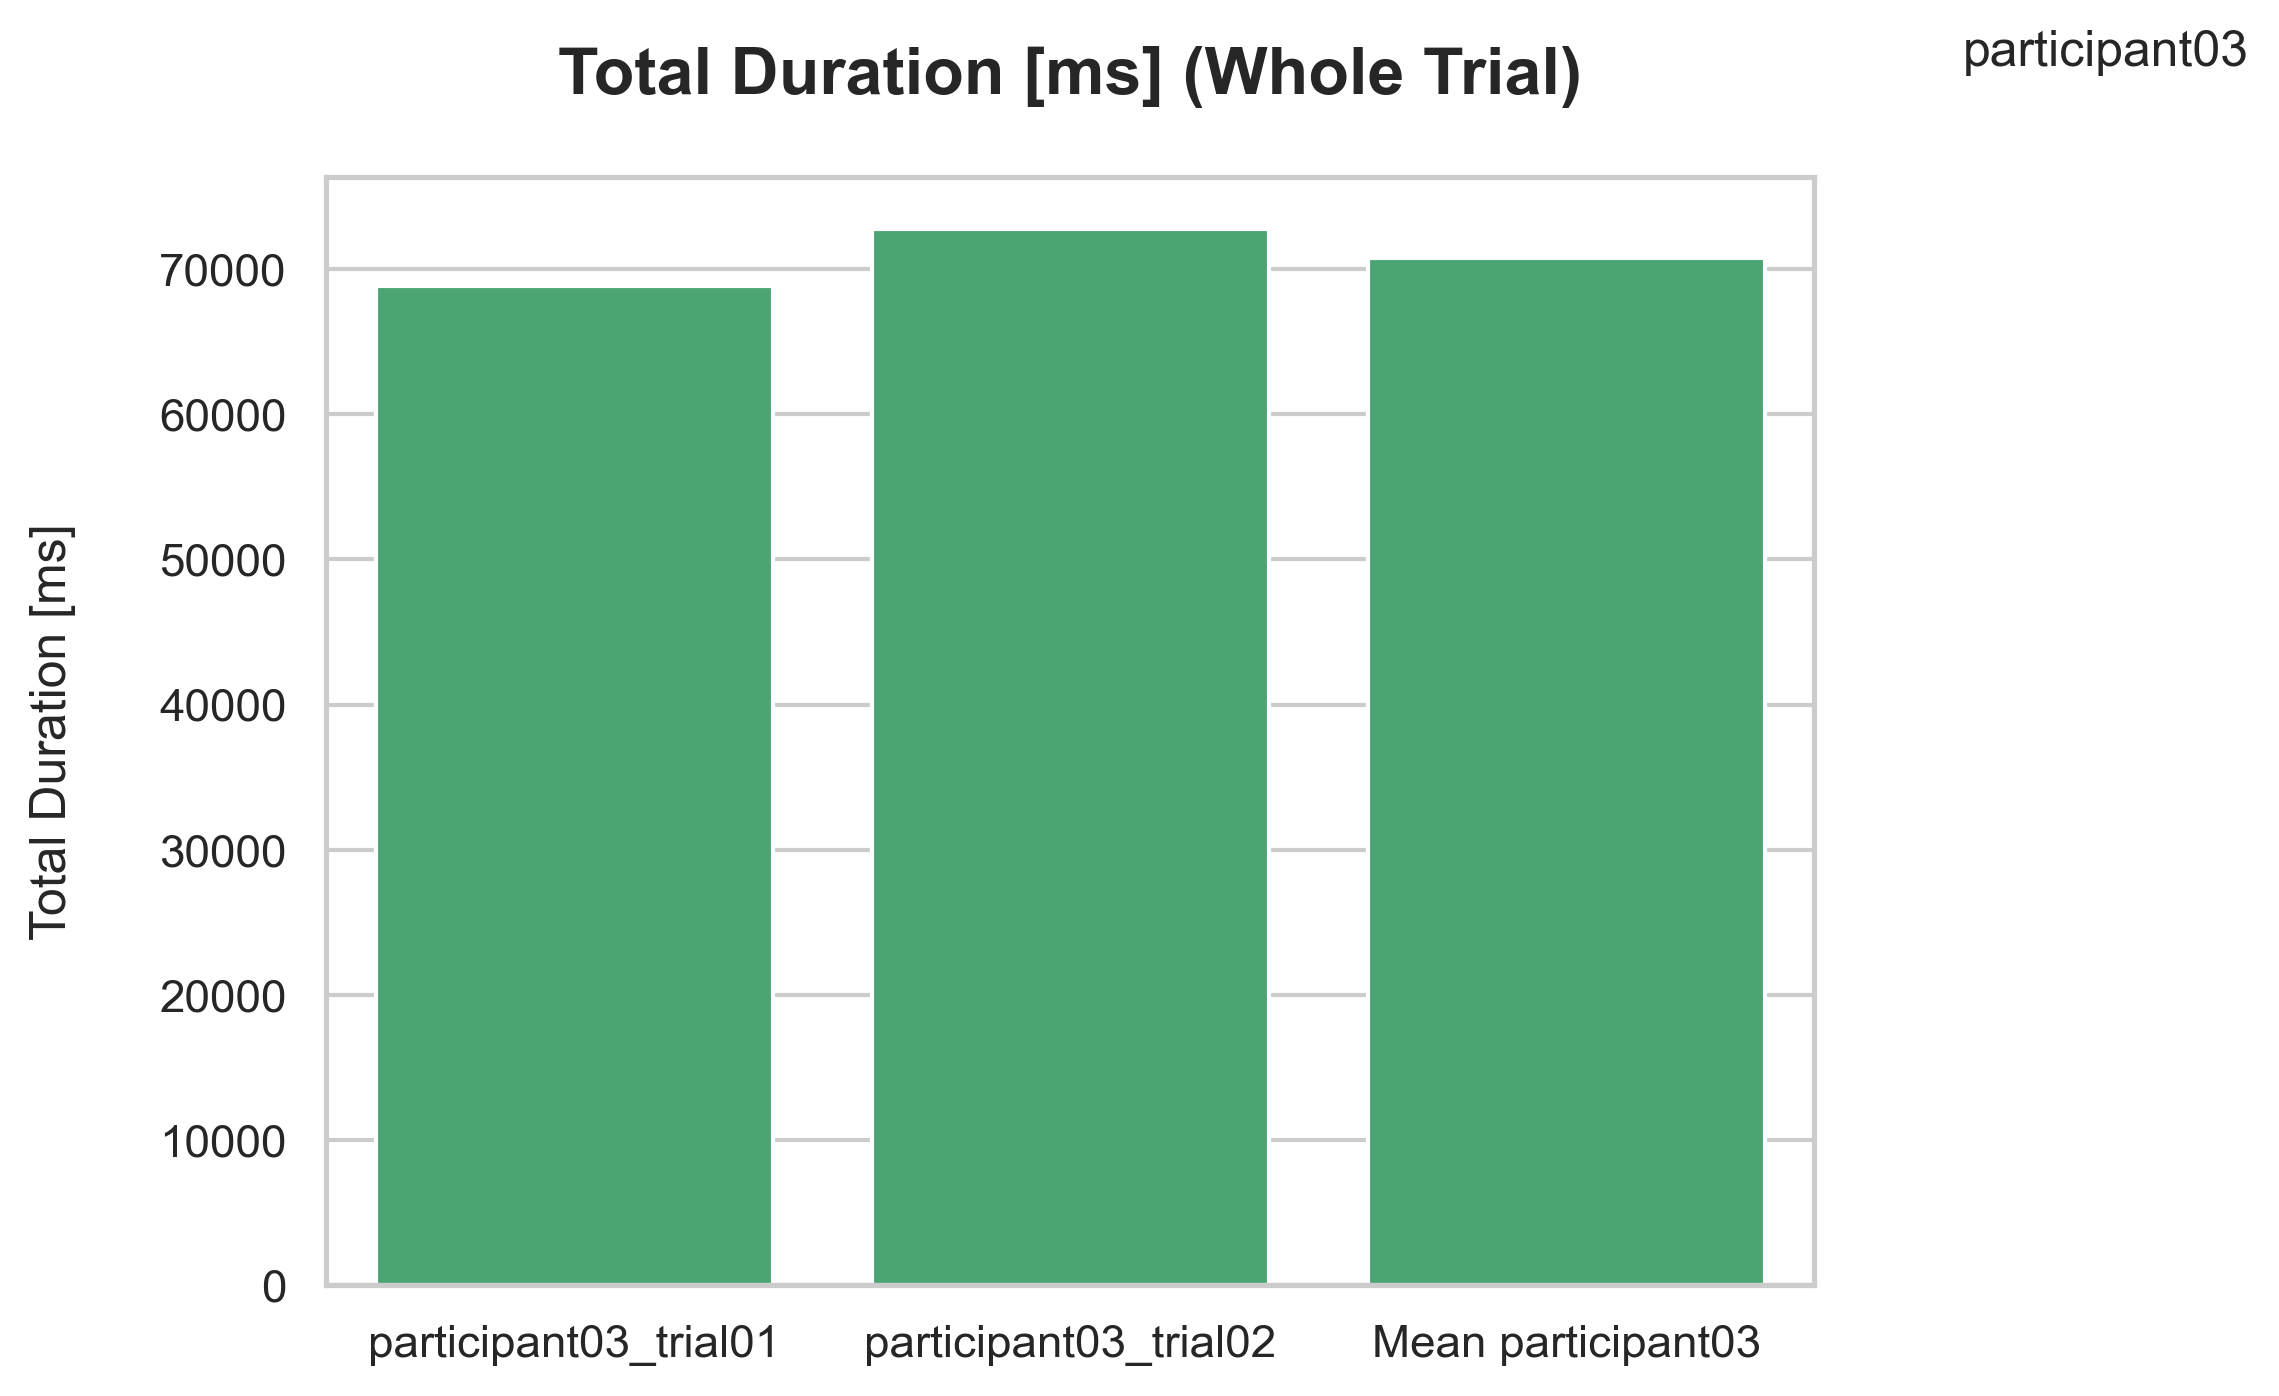 Total Duration [ms] (Whole Trial)
participant03
Total Duration [ms]
70000
60000
50000
40000
30000
20000
10000
0
participant03_trial01
participant03_trial02
Mean participant03